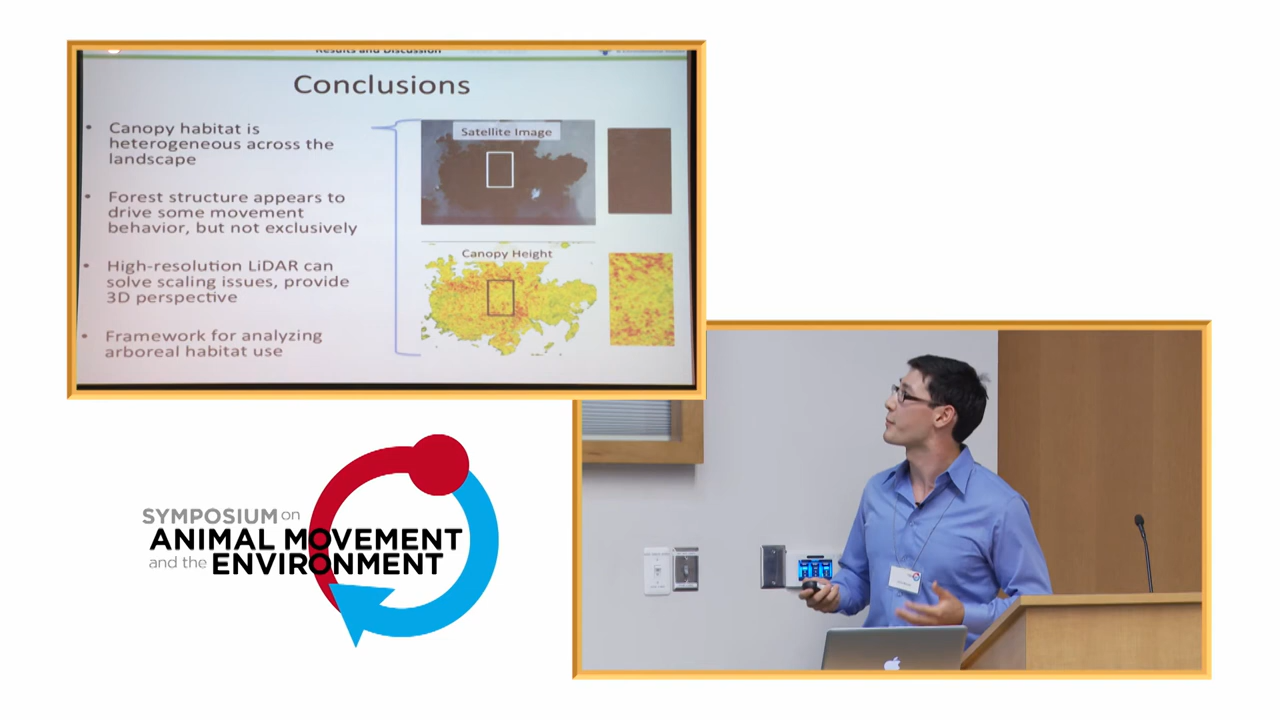 Results and Discussion
Conclusions
• Canopy habitat is
heterogeneous across the
landscape
• Forest structure appears to
drive some movement
behavior, but not exclusively
• High-resolution LiDAR can
solve scaling issues, provide
3D perspective
• Framework for analyzing
arboreal habitat use
Satellite Image
Canopy Height
SYMPOSIUM on
ANIMAL MOVEMENT
and the ENVIRONMENT